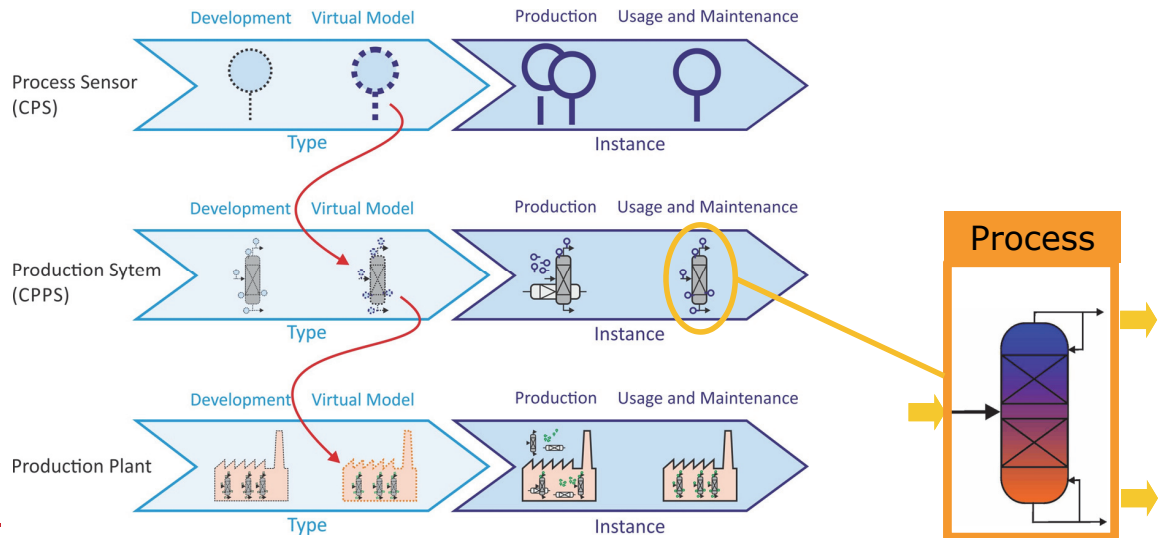 Development Virtual Model Production Usage and Maintenance
Process Sensor
(CPS)
Type Instance
Development Virtual Model Production Usage and Maintenance
Production Sytem
(CPPS)
Type Instance
Process
Development Virtual Model Production Usage and Maintenance
Production Plant
Type Instance